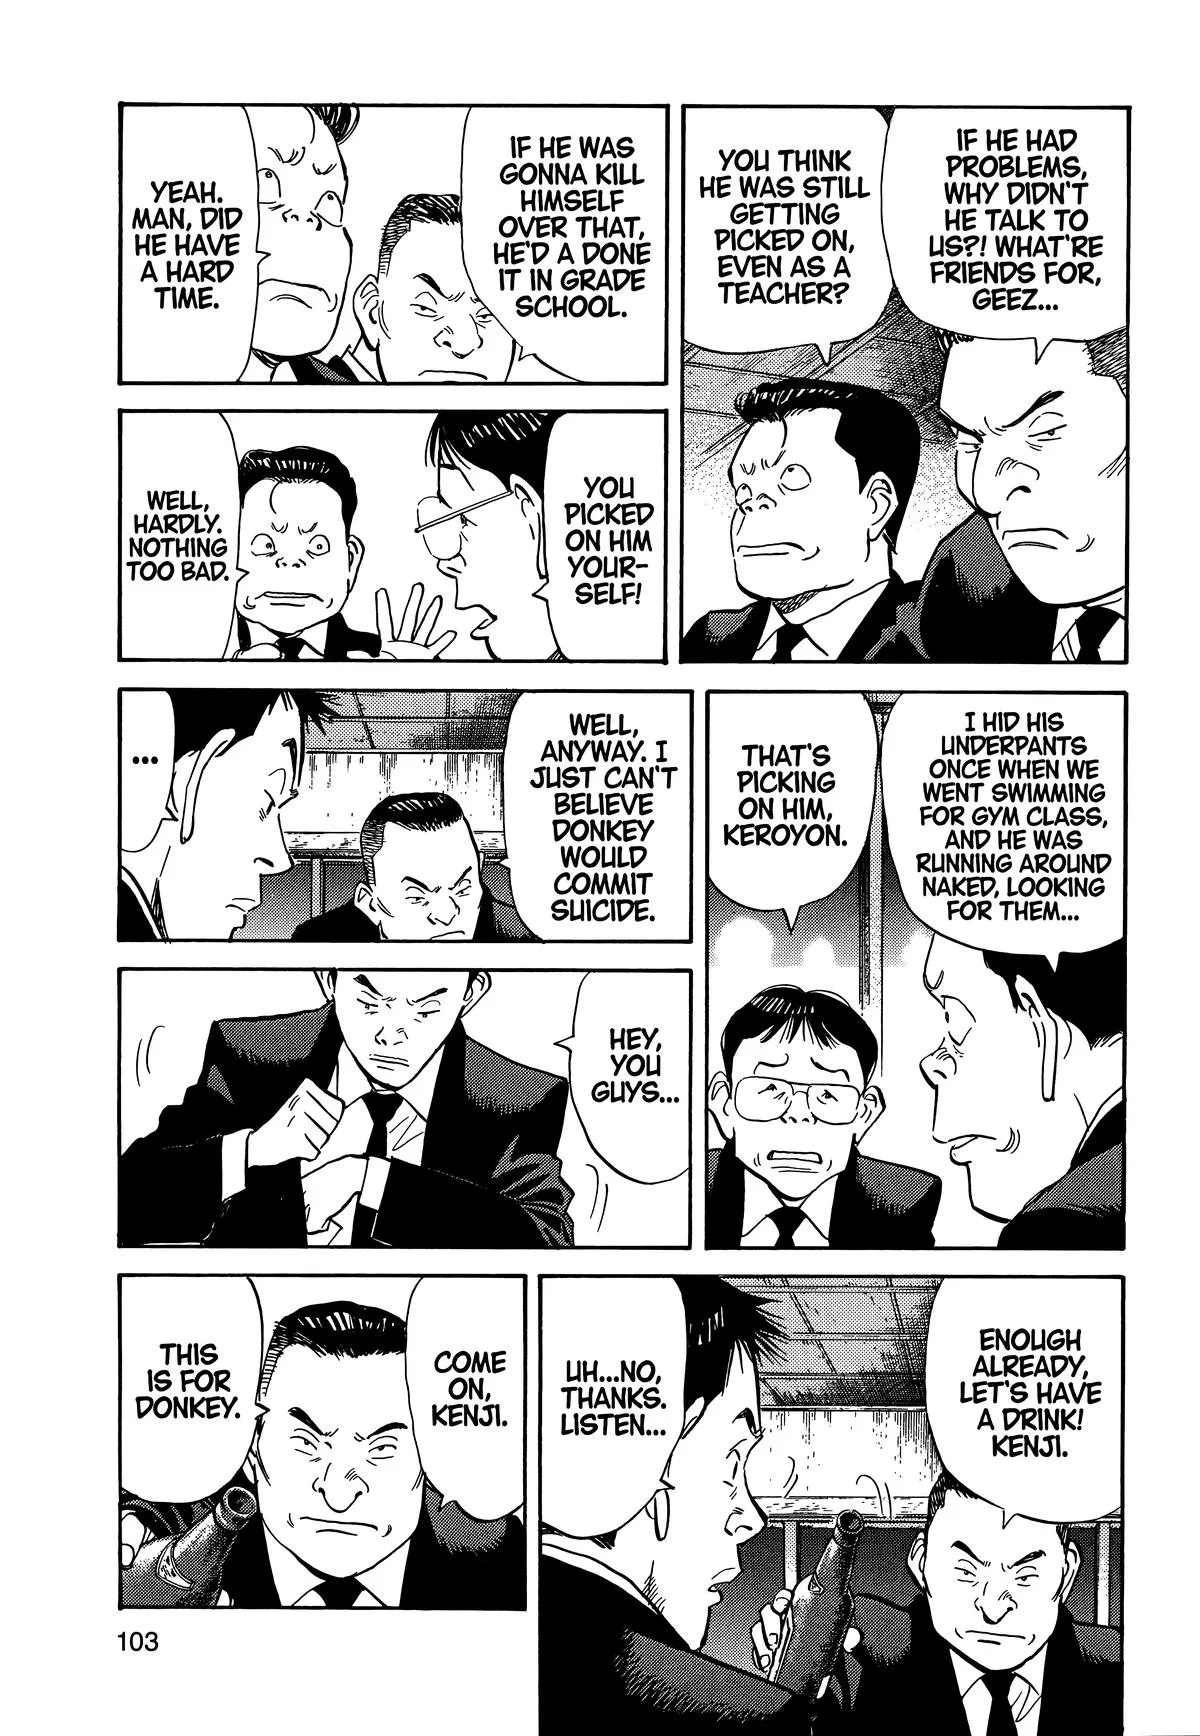 IF HE HAD
PROBLEMS,
WHY DIDN'T
HE TALK TO
US?! WHAT'RE
FRIENDS FOR,
GEEZ...
YOU THINK
HE WAS STILL
GETTING
PICKED ON,
EVEN AS A
TEACHER?
IF HE WAS
GONNA KILL
HIMSELF
OVER THAT,
HE'D A DONE
IT IN GRADE
SCHOOL.
YEAH.
MAN, DID
HE HAVE
A HARD
TIME.
YOU
PICKED
ON HIM
YOUR-
SELF!
WELL,
HARDLY.
NOTHING
TOO BAD.
I HID HIS
UNDERPANTS
ONCE WHEN WE
WENT SWIMMING
FOR GYM CLASS,
AND HE WAS
RUNNING AROUND
NAKED, LOOKING
FOR THEM...
THAT'S
PICKING
ON HIM,
KEROYON.
WELL,
ANYWAY. I
JUST CAN'T
BELIEVE
DONKEY
WOULD
COMMIT
SUICIDE.
...
HEY,
YOU
GUYS...
ENOUGH
ALREADY,
LET'S HAVE
A DRINK!
KENJI.
UH...NO,
THANKS.
LISTEN...
COME
ON,
KENJI.
THIS
IS FOR
DONKEY.
103